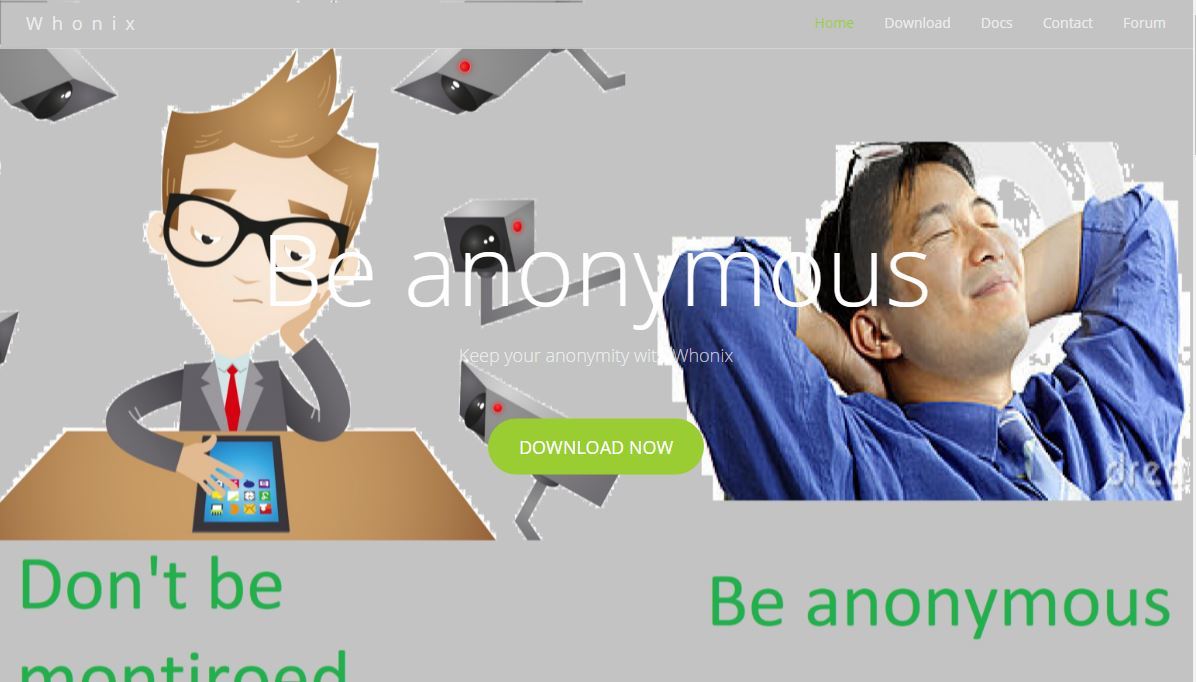 Whonix
Home Download Docs Contact Forum
Be anonymous
Keep your anonymity with Whonix
DOWNLOAD NOW
drea
Don't be
montiroed
Be anonymous